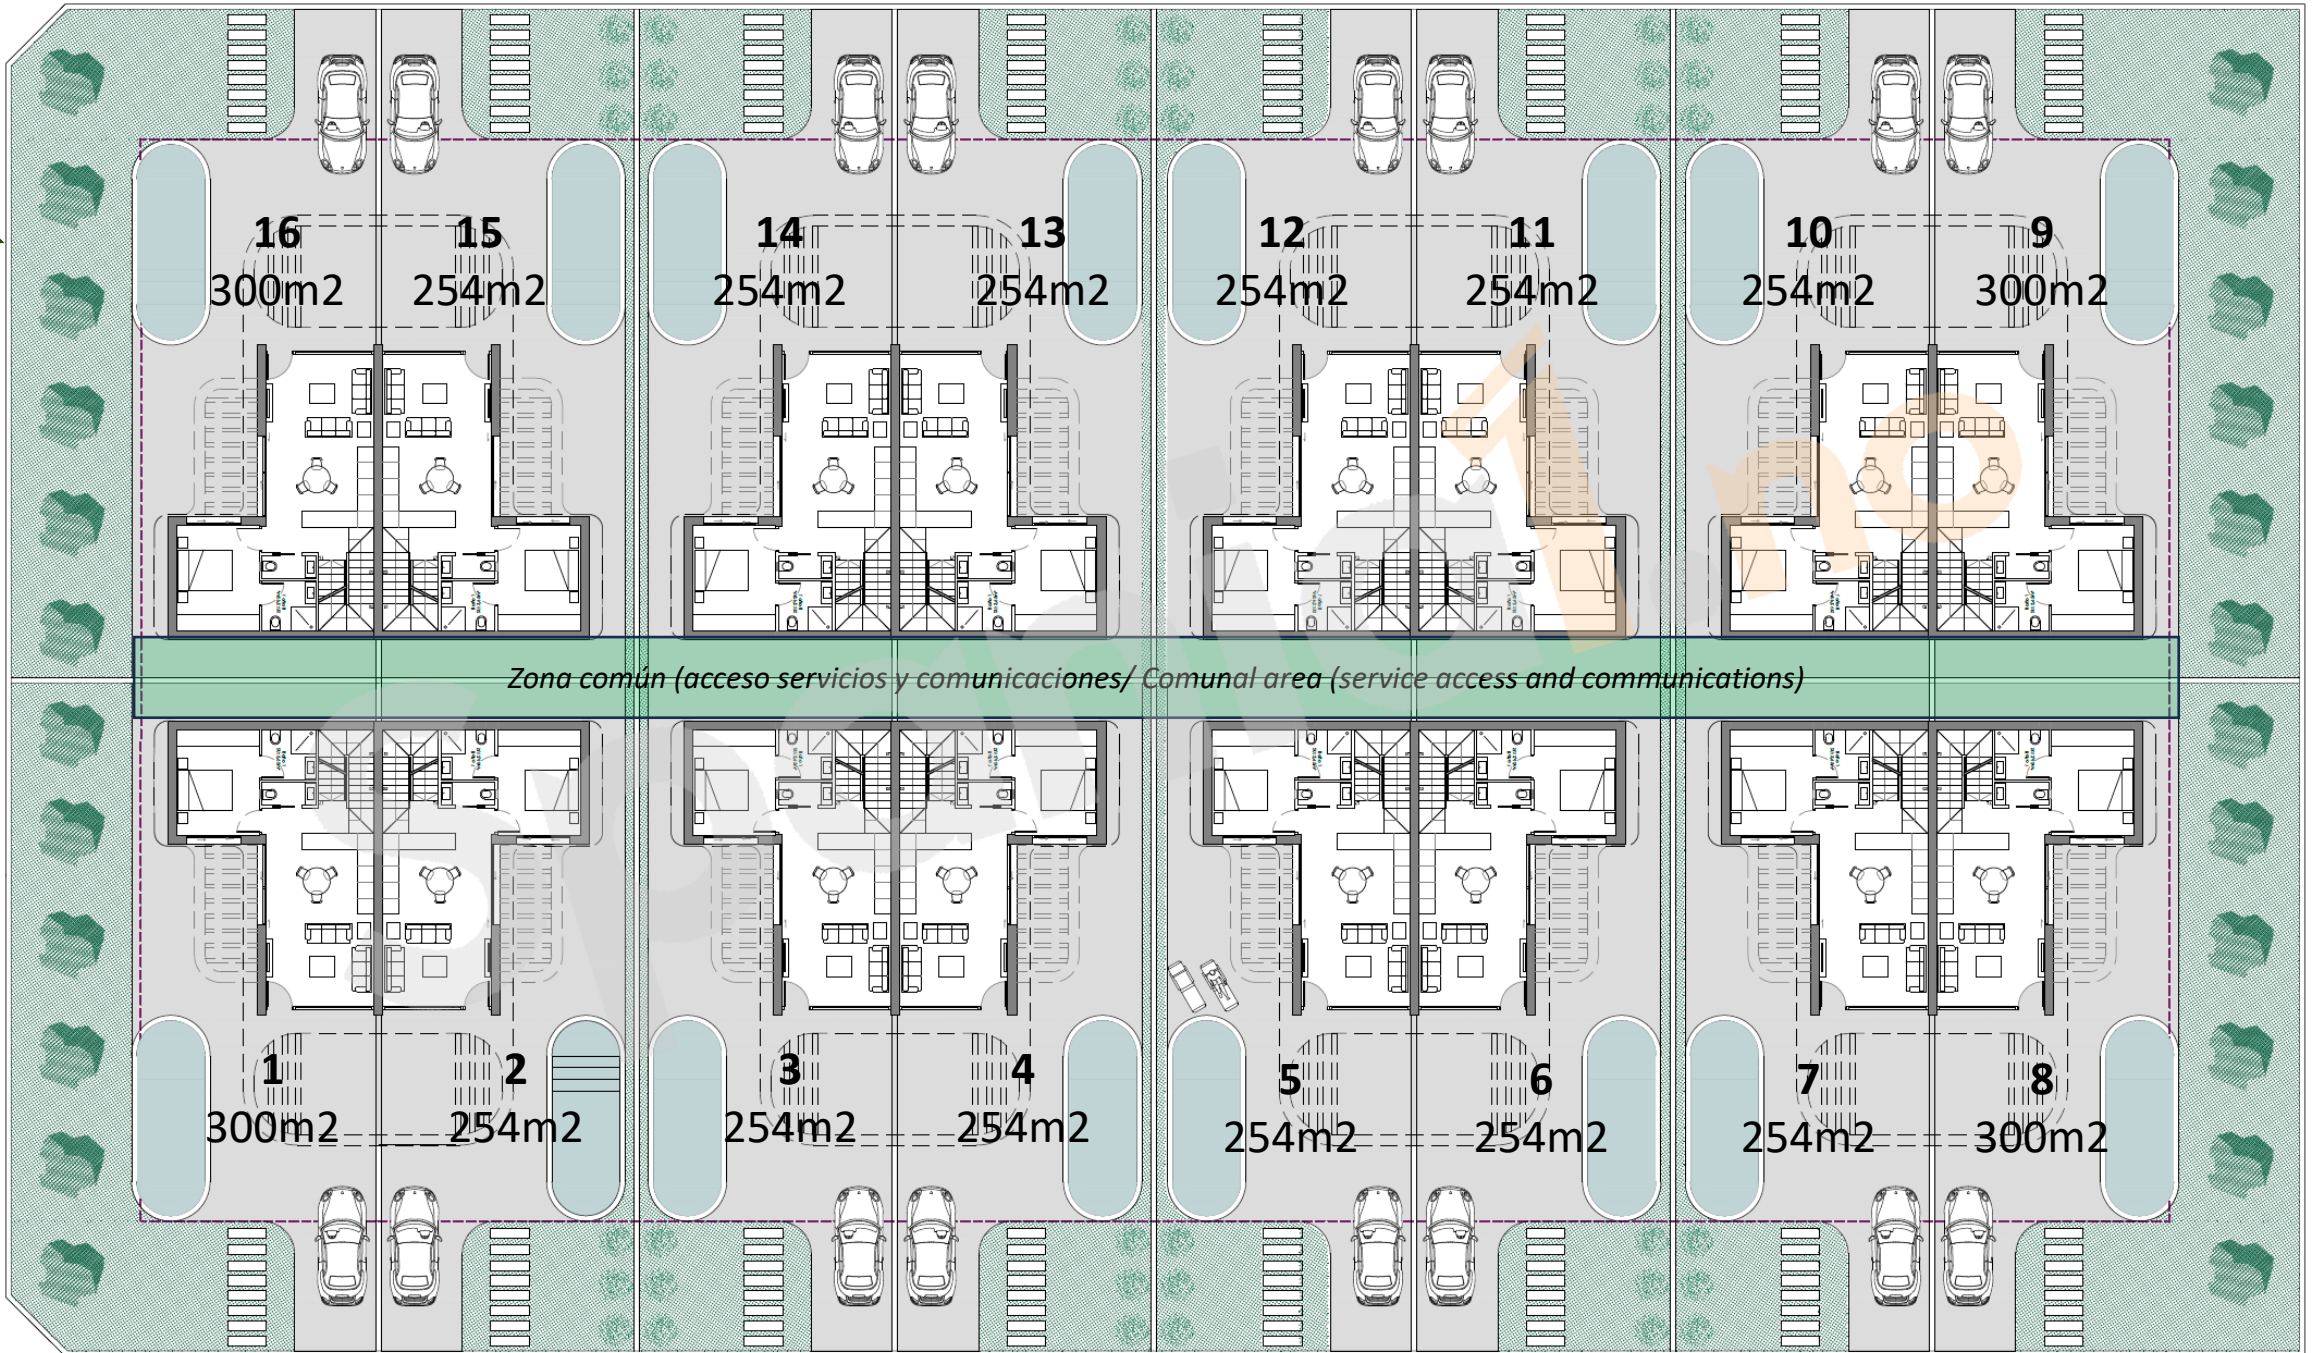 16 15 14 13 12 11 10 9
300m2 254m2 254m2 254m2 254m2 254m2 254m2 300m2
Zona común (acceso servicios y comunicaciones/ Comunal area (service access and communications)
1 2 3 4 5 6 7 8
300m2 254m2 254m2 254m2 254m2 254m2 254m2 300m2